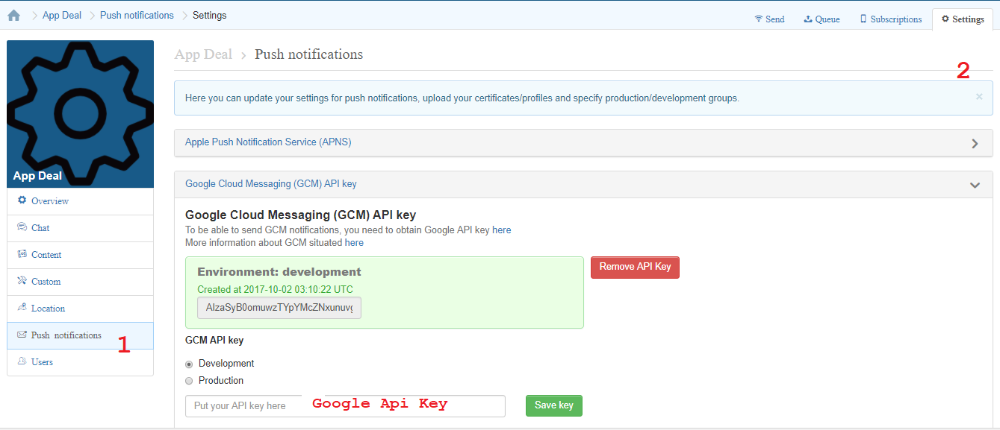 App Deal Push notifications Settings
Send Queue Subscriptions Settings
App Deal
Overview
Chat
Content
Custom
Location
Push notifications
1
Users
App Deal › Push notifications
2
Here you can update your settings for push notifications, upload your certificates/profiles and specify production/development groups.
×
Apple Push Notification Service (APNS)
Google Cloud Messaging (GCM) API key
Google Cloud Messaging (GCM) API key
To be able to send GCM notifications, you need to obtain Google API key here
More information about GCM situated here
Environment: development
Created at 2017-10-02 03:10:22 UTC
Remove API Key
GCM API key
Development
Production
Put your API key here
Google Api Key
Save key